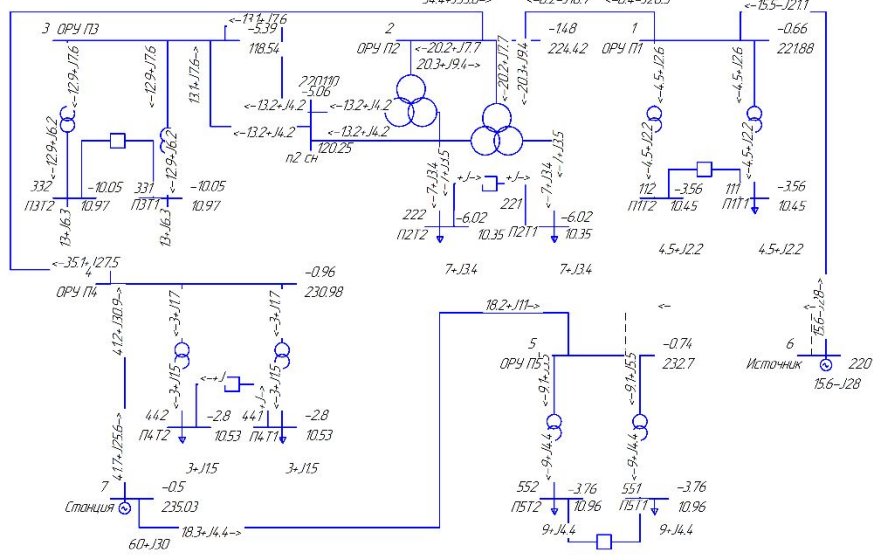 <-15.5-J21.1
<-13.1+J7.6
3 ОРУ П3
-5.39
118.54
2
ОРУ П2
-1.48
224.42
1
ОРУ П1
-0.66
221.88
<-20.2+J7.7
20.3+J9.4->
<-20.2+J7.7
<-20.3+J9.4
<-12.9+J7.6
<-12.9+J7.6
13.1+J7.6->
<-4.5+J2.6
<-4.5+J2.6
-5.06
<-13.2+J4.2
<-13.2+J4.2
<-13.2+J4.2
120.25
п2 сн
<-12.9+J6.2
<-12.9+J6.2
<-7+J3.4
<-7+J3.4
<-4.5+J2.2
<-4.5+J2.2
+J->
332
П3Т2
-10.05
10.97
331
П3Т1
-10.05
10.97
13+J6.3
13+J6.3
222
П2Т2
-6.02
10.35
221
П2Т1
-6.02
10.35
112
П1Т2
-3.56
10.45
111
П1Т1
-3.56
10.45
4.5+J2.2
4.5+J2.2
7+J3.4
7+J3.4
<-35.1+J27.5
4
ОРУ П4
-0.96
230.98
41.2+J30.9->
<-3+J1.7
<-3+J1.7
18.2+J11->
<-
15.6-J28->
5
ОРУ П5
-0.74
232.7
6
Источник
220
15.6-J28
<-3+J1.5
<-3+J1.5
<-+J
+J->
<-9.1+J5.5
<-9.1+J5.5
442
П4Т2
-2.8
10.53
441
П4Т1
-2.8
10.53
3+J1.5
3+J1.5
<-9+J4.4
<-9+J4.4
41.7+J25.6->
7
Станция
-0.5
235.03
552
П5Т2
-3.76
10.96
551
П5Т1
-3.76
10.96
9+J4.4
9+J4.4
18.3+J4.4->
60+J30